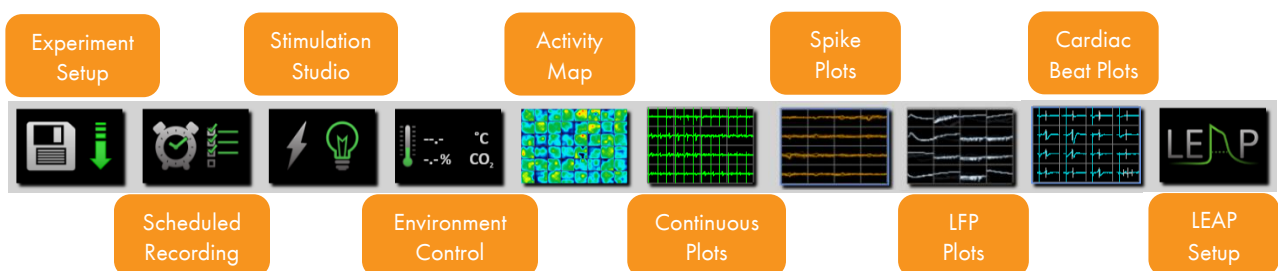 Experiment
Setup
Stimulation
Studio
Activity
Map
Spike
Plots
Cardiac
Beat Plots
--.- °C
-.-% CO₂
LEAP
Scheduled
Recording
Environment
Control
Continuous
Plots
LFP
Plots
LEAP
Setup